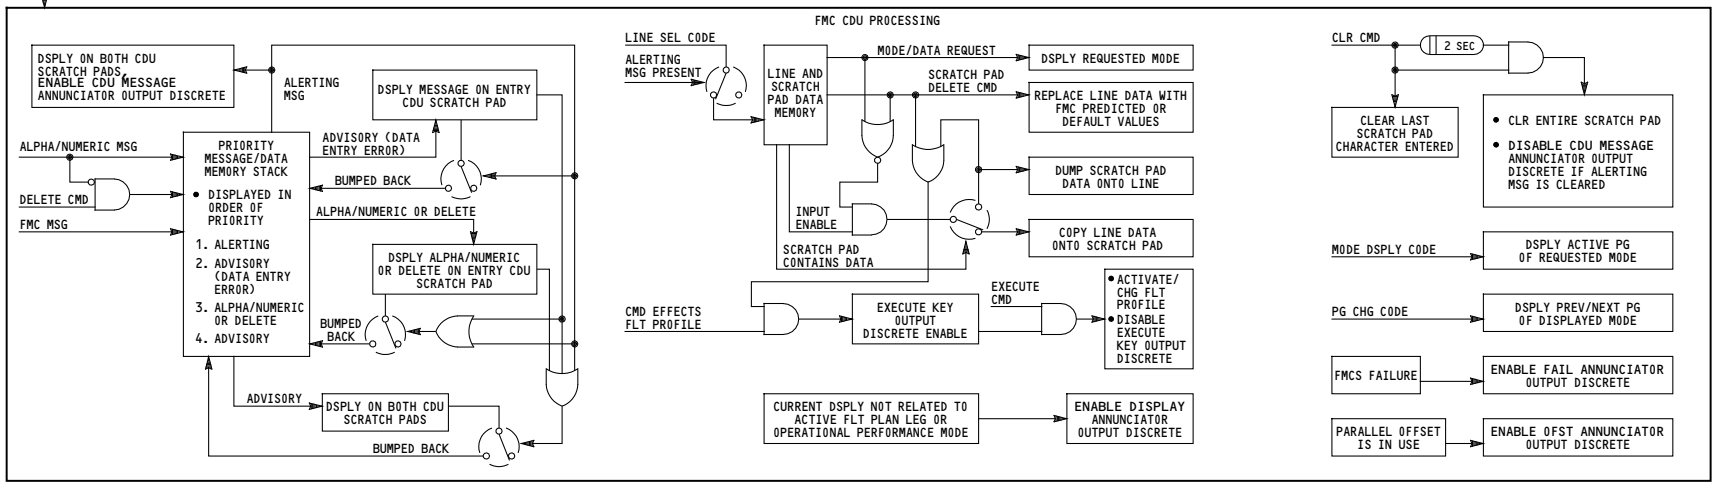 FMC CDU PROCESSING
DSPLY ON BOTH CDU
SCRATCH PADS,
ENABLE CDU MESSAGE
ANNUNCIATOR OUTPUT DISCRETE
ALERTING
MSG
DSPLY MESSAGE ON ENTRY
CDU SCRATCH PAD
ALPHA/NUMERIC MSG
DELETE CMD
FMC MSG
PRIORITY
MESSAGE/DATA
MEMORY STACK
• DISPLAYED IN
ORDER OF
PRIORITY
1. ALERTING
2. ADVISORY
(DATA ENTRY
ERROR)
3. ALPHA/NUMERIC
OR DELETE
4. ADVISORY
ADVISORY (DATA
ENTRY ERROR)
BUMPED BACK
ALPHA/NUMERIC OR DELETE
DSPLY ALPHA/NUMERIC
OR DELETE ON ENTRY CDU
SCRATCH PAD
BUMPED
BACK
ADVISORY
DSPLY ON BOTH CDU
SCRATCH PADS
BUMPED BACK
LINE SEL CODE
ALERTING
MSG PRESENT
LINE AND
SCRATCH
PAD DATA
MEMORY
MODE/DATA REQUEST
DSPLY REQUESTED MODE
SCRATCH PAD
DELETE CMD
REPLACE LINE DATA WITH
FMC PREDICTED OR
DEFAULT VALUES
DUMP SCRATCH PAD
DATA ONTO LINE
INPUT
ENABLE
COPY LINE DATA
ONTO SCRATCH PAD
SCRATCH PAD
CONTAINS DATA
CMD EFFECTS
FLT PROFILE
EXECUTE KEY
OUTPUT
DISCRETE ENABLE
EXECUTE
CMD
• ACTIVATE/
CHG FLT
PROFILE
• DISABLE
EXECUTE
KEY OUTPUT
DISCRETE
CURRENT DSPLY NOT RELATED TO
ACTIVE FLT PLAN LEG OR
OPERATIONAL PERFORMANCE MODE
ENABLE DISPLAY
ANNUNCIATOR
OUTPUT DISCRETE
CLR CMD
2 SEC
CLEAR LAST
SCRATCH PAD
CHARACTER ENTERED
• CLR ENTIRE SCRATCH PAD
• DISABLE CDU MESSAGE
ANNUNCIATOR OUTPUT
DISCRETE IF ALERTING
MSG IS CLEARED
MODE DSPLY CODE
DSPLY ACTIVE PG
OF REQUESTED MODE
PG CHG CODE
DSPLY PREV/NEXT PG
OF DISPLAYED MODE
FMCS FAILURE
ENABLE FAIL ANNUNCIATOR
OUTPUT DISCRETE
PARALLEL OFFSET
IS IN USE
ENABLE OFST ANNUNCIATOR
OUTPUT DISCRETE